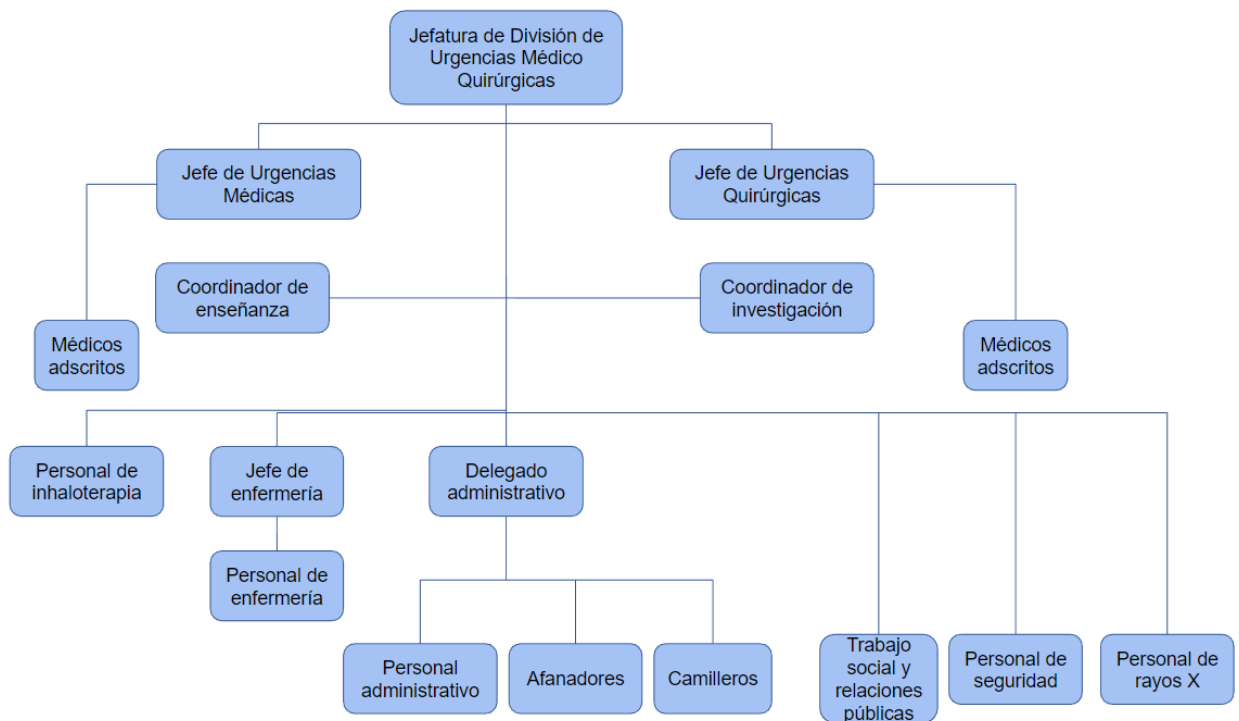 Jefatura de División de
Urgencias Médico
Quirúrgicas
Jefe de Urgencias
Médicas
Jefe de Urgencias
Quirúrgicas
Coordinador de
enseñanza
Coordinador de
investigación
Médicos
adscritos
Médicos
adscritos
Personal de
inhaloterapia
Jefe de
enfermería
Delegado
administrativo
Personal de
enfermería
Personal
administrativo
Afanadores
Camilleros
Trabajo
social y
relaciones
públicas
Personal de
seguridad
Personal de
rayos X